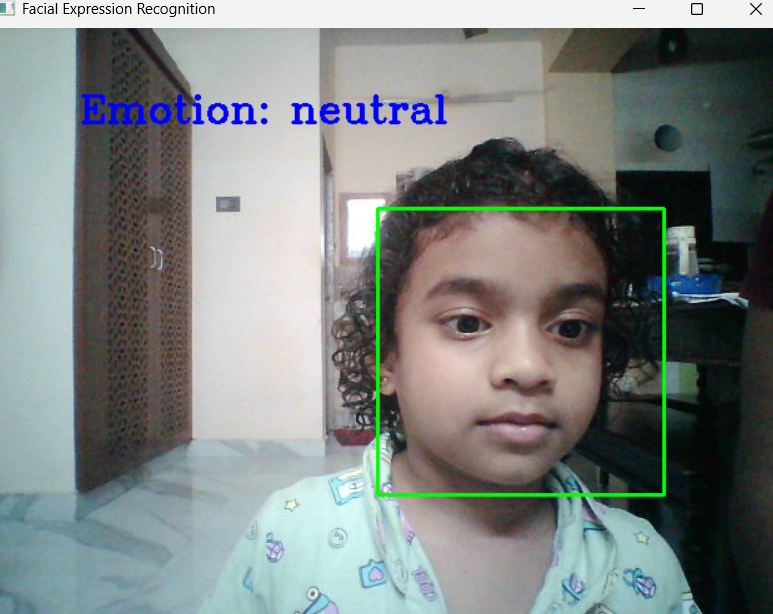 Facial Expression Recognition
Emotion: neutral